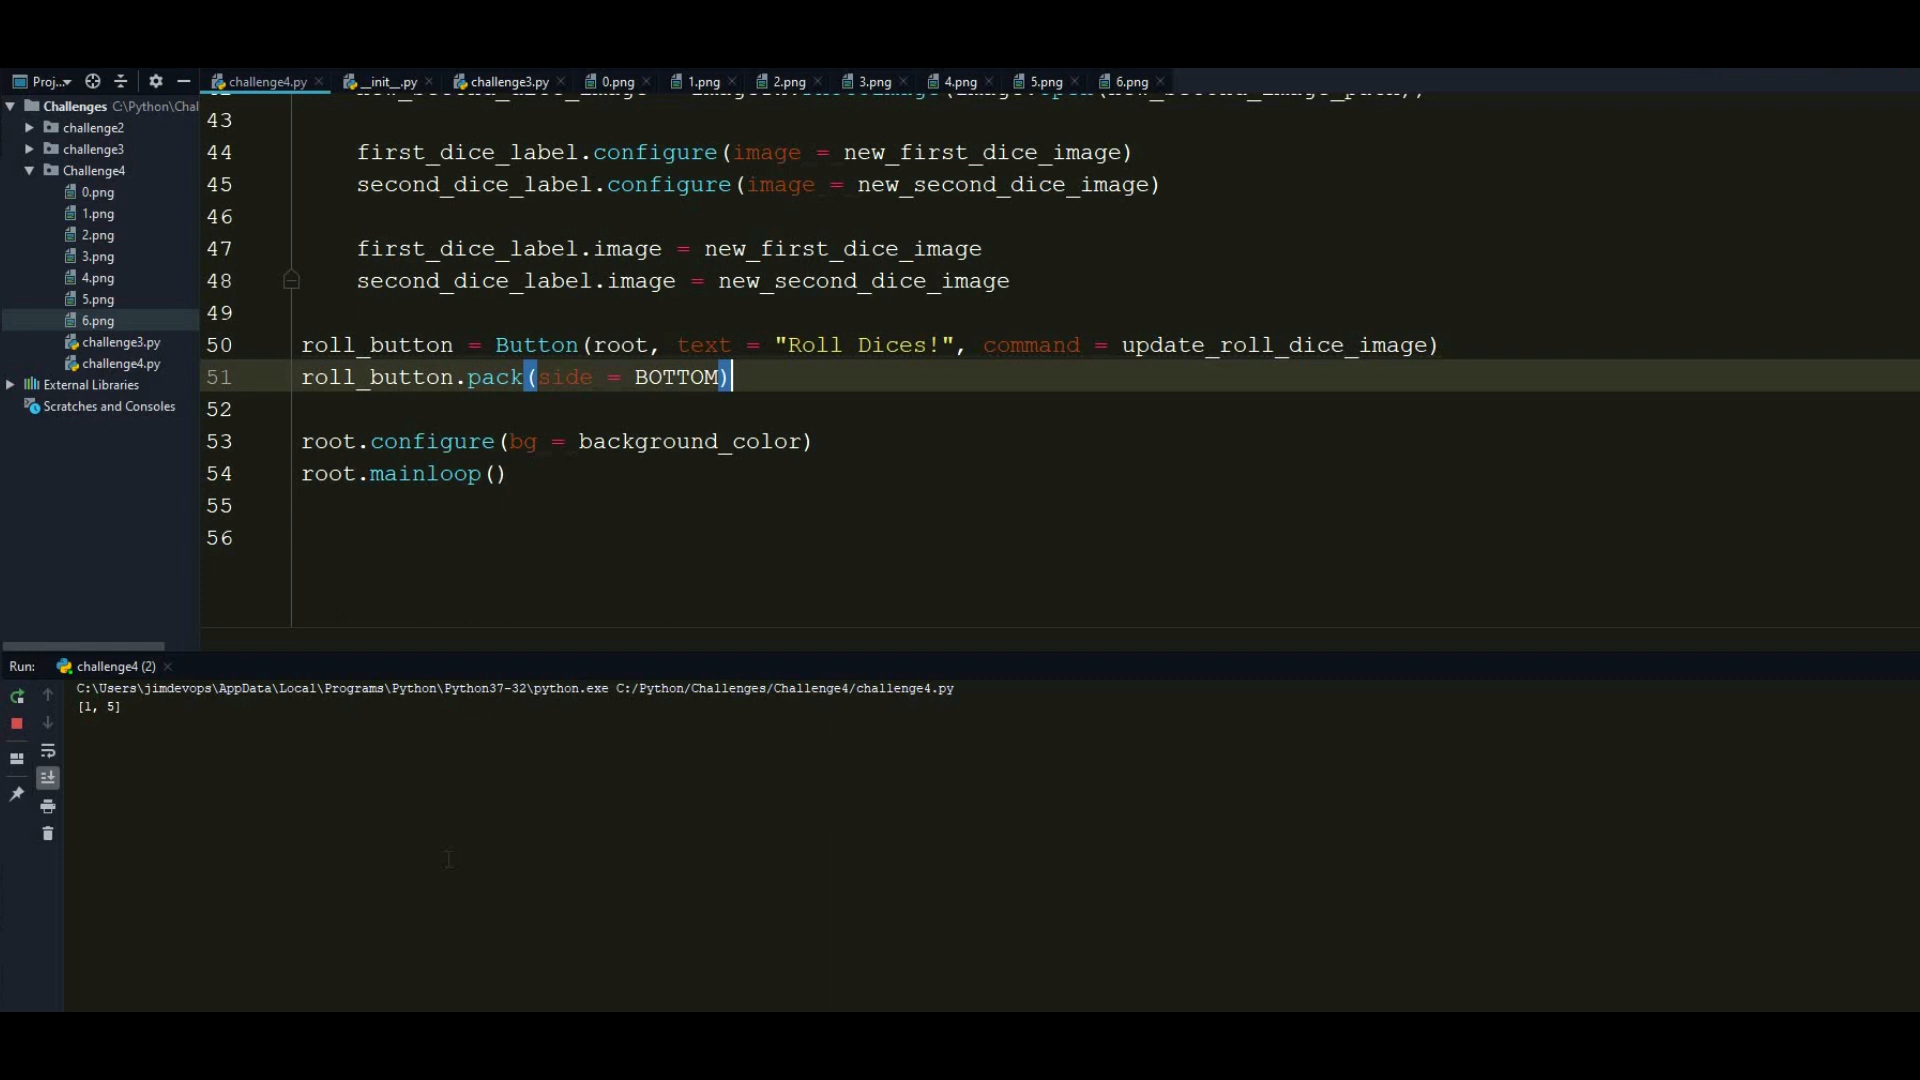 Proj... challenge4.py __init__.py challenge3.py 0.png 1.png 2.png 3.png 4.png 5.png 6.png
Challenges C:\Python\Chal
challenge2
challenge3
Challenge4
0.png
1.png
2.png
3.png
4.png
5.png
6.png
challenge3.py
challenge4.py
External Libraries
Scratches and Consoles
43
44 first_dice_label.configure(image = new_first_dice_image)
45 second_dice_label.configure(image = new_second_dice_image)
46
47 first_dice_label.image = new_first_dice_image
48 second_dice_label.image = new_second_dice_image
49
50 roll_button = Button(root, text = "Roll Dices!", command = update_roll_dice_image)
51 roll_button.pack(side = BOTTOM)
52
53 root.configure(bg = background_color)
54 root.mainloop()
55
56
Run: challenge4 (2)
C:\Users\jimdevops\AppData\Local\Programs\Python\Python37-32\python.exe C:/Python/Challenges/Challenge4/challenge4.py
[1, 5]